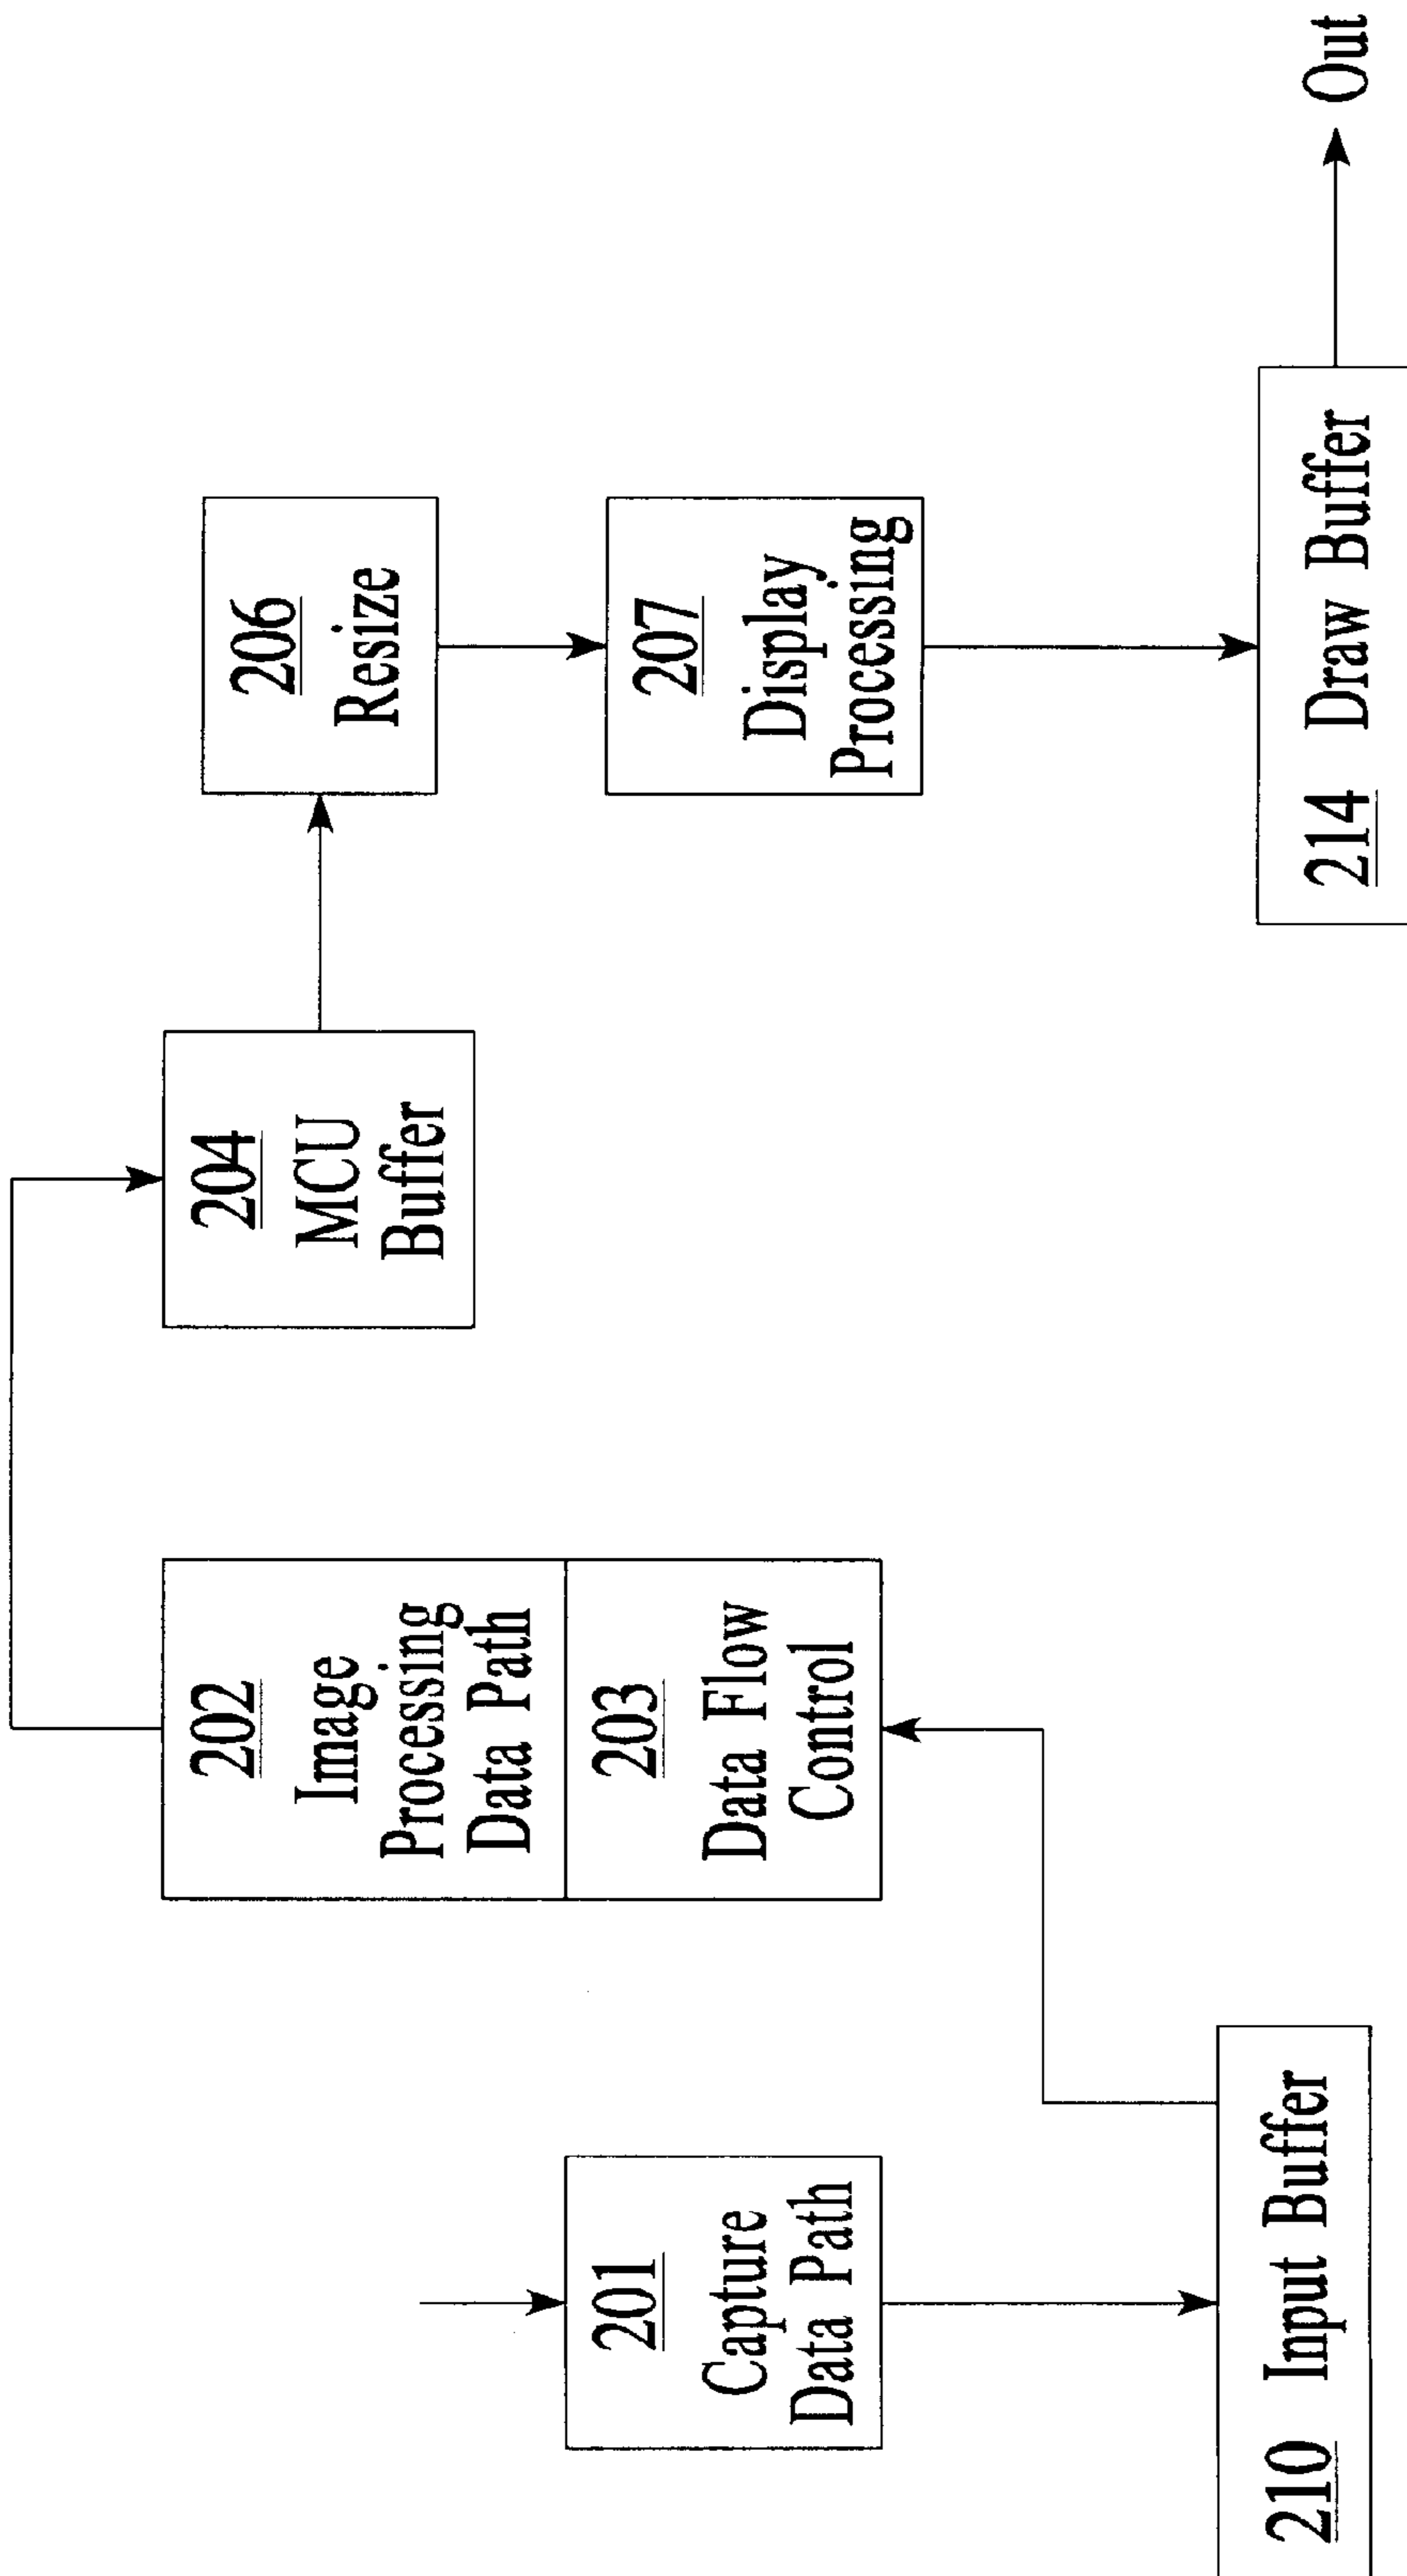 201
Capture
Data Path
210 Input Buffer
202
Image
Processing
Data Path
203
Data Flow
Control
204
MCU
Buffer
206
Resize
207
Display
Processing
214 Draw Buffer
Out